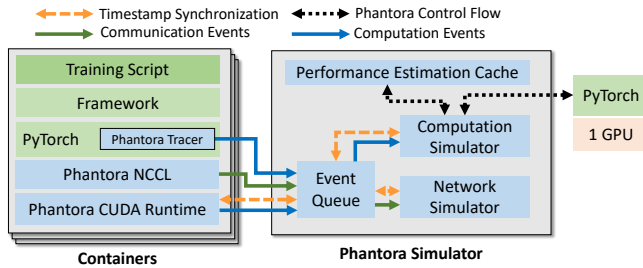 Timestamp Synchronization
Phantora Control Flow
Communication Events
Computation Events
Training Script
Framework
PyTorch
Phantora Tracer
Phantora NCCL
Phantora CUDA Runtime
Containers
Performance Estimation Cache
Computation
Simulator
Event
Queue
Network
Simulator
Phantora Simulator
PyTorch
1 GPU